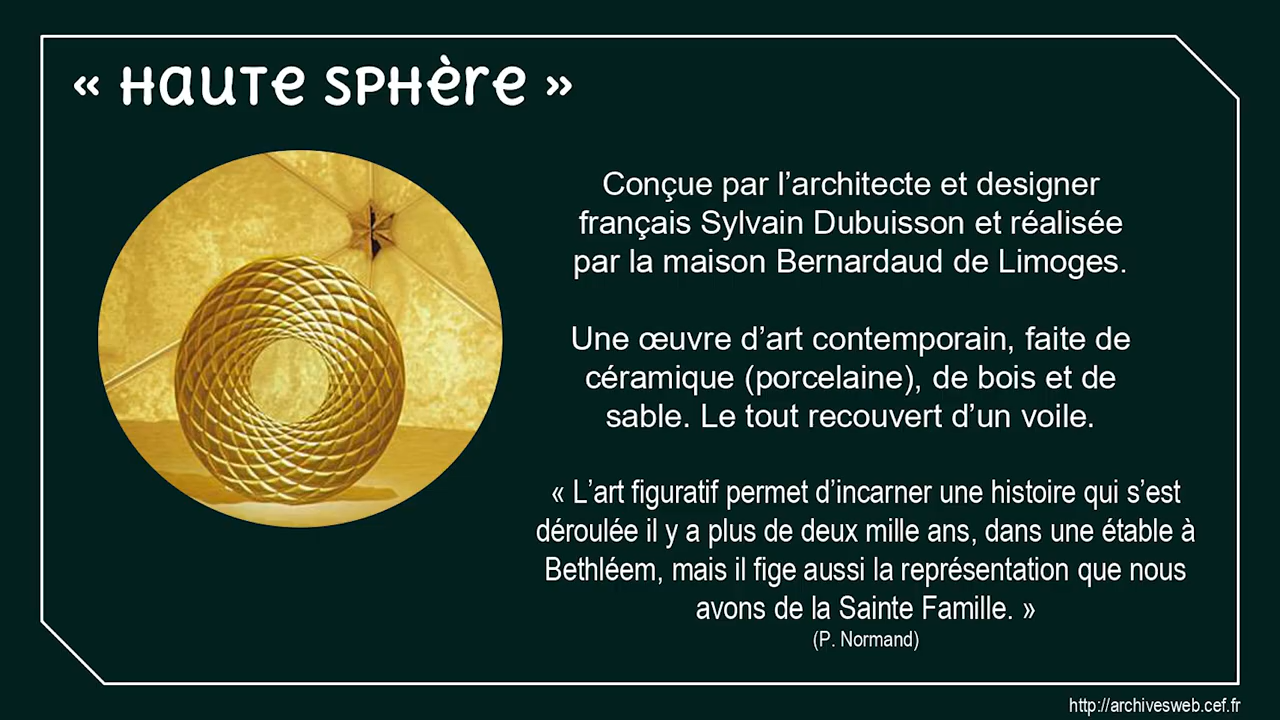 « Haute sphère »
Conçue par l’architecte et designer
français Sylvain Dubuisson et réalisée
par la maison Bernardaud de Limoges.
Une œuvre d’art contemporain, faite de
céramique (porcelaine), de bois et de
sable. Le tout recouvert d’un voile.
« L’art figuratif permet d’incarner une histoire qui s’est
déroulée il y a plus de deux mille ans, dans une étable à
Bethléem, mais il fige aussi la représentation que nous
avons de la Sainte Famille. »
(P. Normand)
http://archivesweb.cef.fr